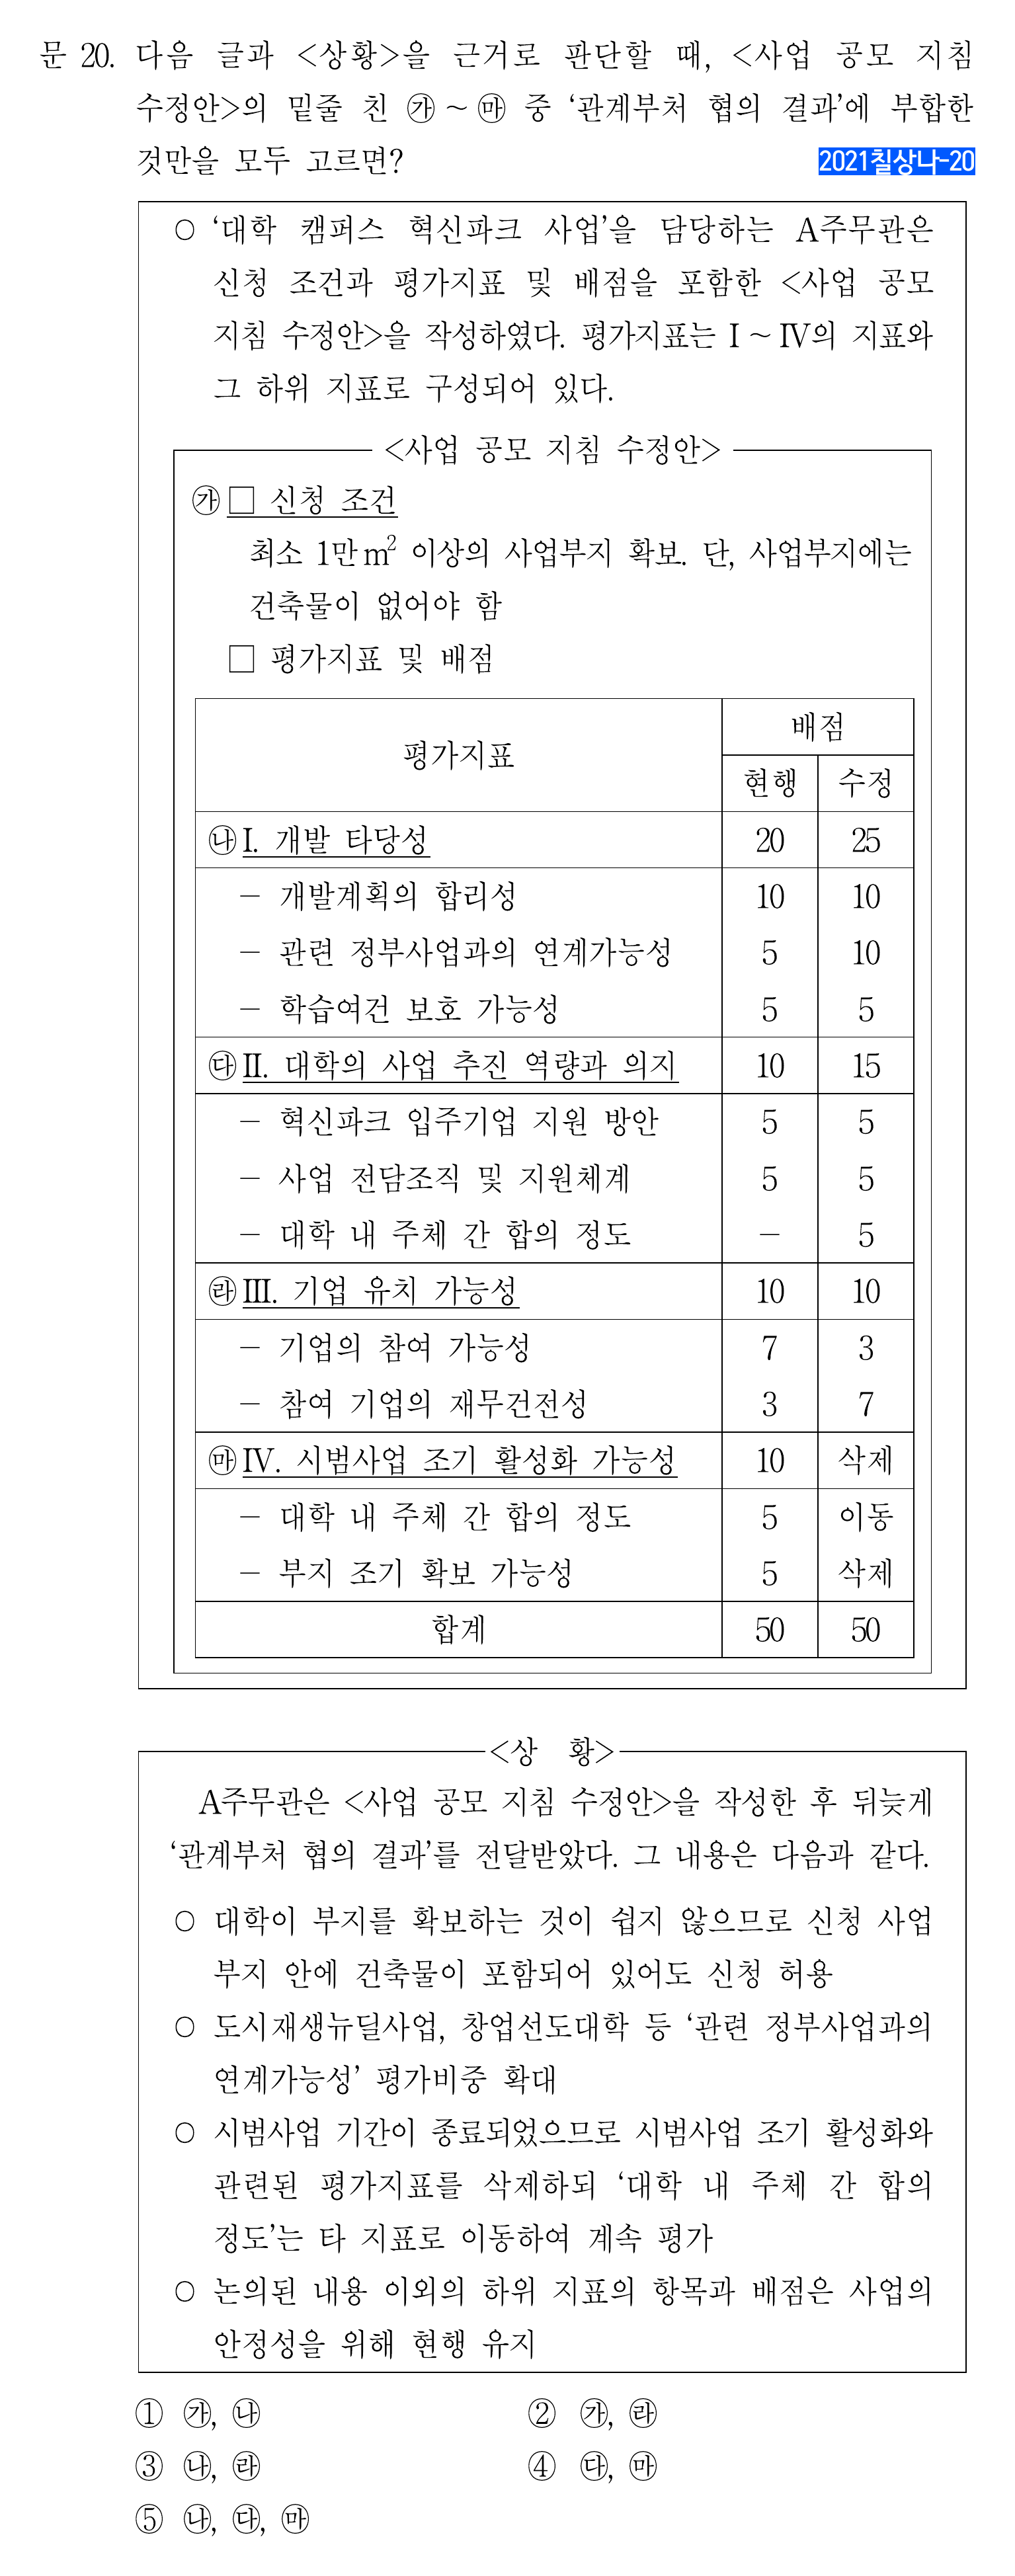 문 20. 다음 글과 <상황>을 근거로 판단할 때, <사업 공모 지침
수정안>의 밑줄 친 ㉮~㉲ 중 ‘관계부처 협의 결과’에 부합한
것만을 모두 고르면?
2021칠상나-20
○ ‘대학 캠퍼스 혁신파크 사업’을 담당하는 A주무관은
신청 조건과 평가지표 및 배점을 포함한 <사업 공모
지침 수정안>을 작성하였다. 평가지표는 Ⅰ~Ⅳ의 지표와
그 하위 지표로 구성되어 있다.
<사업 공모 지침 수정안>
㉮□ 신청 조건
최소 1만m² 이상의 사업부지 확보. 단, 사업부지에는
건축물이 없어야 함
□ 평가지표 및 배점
평가지표 배점
현행 수정
㉯Ⅰ. 개발 타당성 20 25
- 개발계획의 합리성 10 10
- 관련 정부사업과의 연계가능성 5 10
- 학습여건 보호 가능성 5 5
㉰Ⅱ. 대학의 사업 추진 역량과 의지 10 15
- 혁신파크 입주기업 지원 방안 5 5
- 사업 전담조직 및 지원체계 5 5
- 대학 내 주체 간 합의 정도 - 5
㉱Ⅲ. 기업 유치 가능성 10 10
- 기업의 참여 가능성 7 3
- 참여 기업의 재무건전성 3 7
㉲Ⅳ. 시범사업 조기 활성화 가능성 10 삭제
- 대학 내 주체 간 합의 정도 5 이동
- 부지 조기 확보 가능성 5 삭제
합계 50 50
<상 황>
A주무관은 <사업 공모 지침 수정안>을 작성한 후 뒤늦게
‘관계부처 협의 결과’를 전달받았다. 그 내용은 다음과 같다.
○ 대학이 부지를 확보하는 것이 쉽지 않으므로 신청 사업
부지 안에 건축물이 포함되어 있어도 신청 허용
○ 도시재생뉴딜사업, 창업선도대학 등 ‘관련 정부사업과의
연계가능성’ 평가비중 확대
○ 시범사업 기간이 종료되었으므로 시범사업 조기 활성화와
관련된 평가지표를 삭제하되 ‘대학 내 주체 간 합의
정도’는 타 지표로 이동하여 계속 평가
○ 논의된 내용 이외의 하위 지표의 항목과 배점은 사업의
안정성을 위해 현행 유지
① ㉮, ㉯
② ㉮, ㉱
③ ㉯, ㉱
④ ㉰, ㉲
⑤ ㉯, ㉰, ㉲